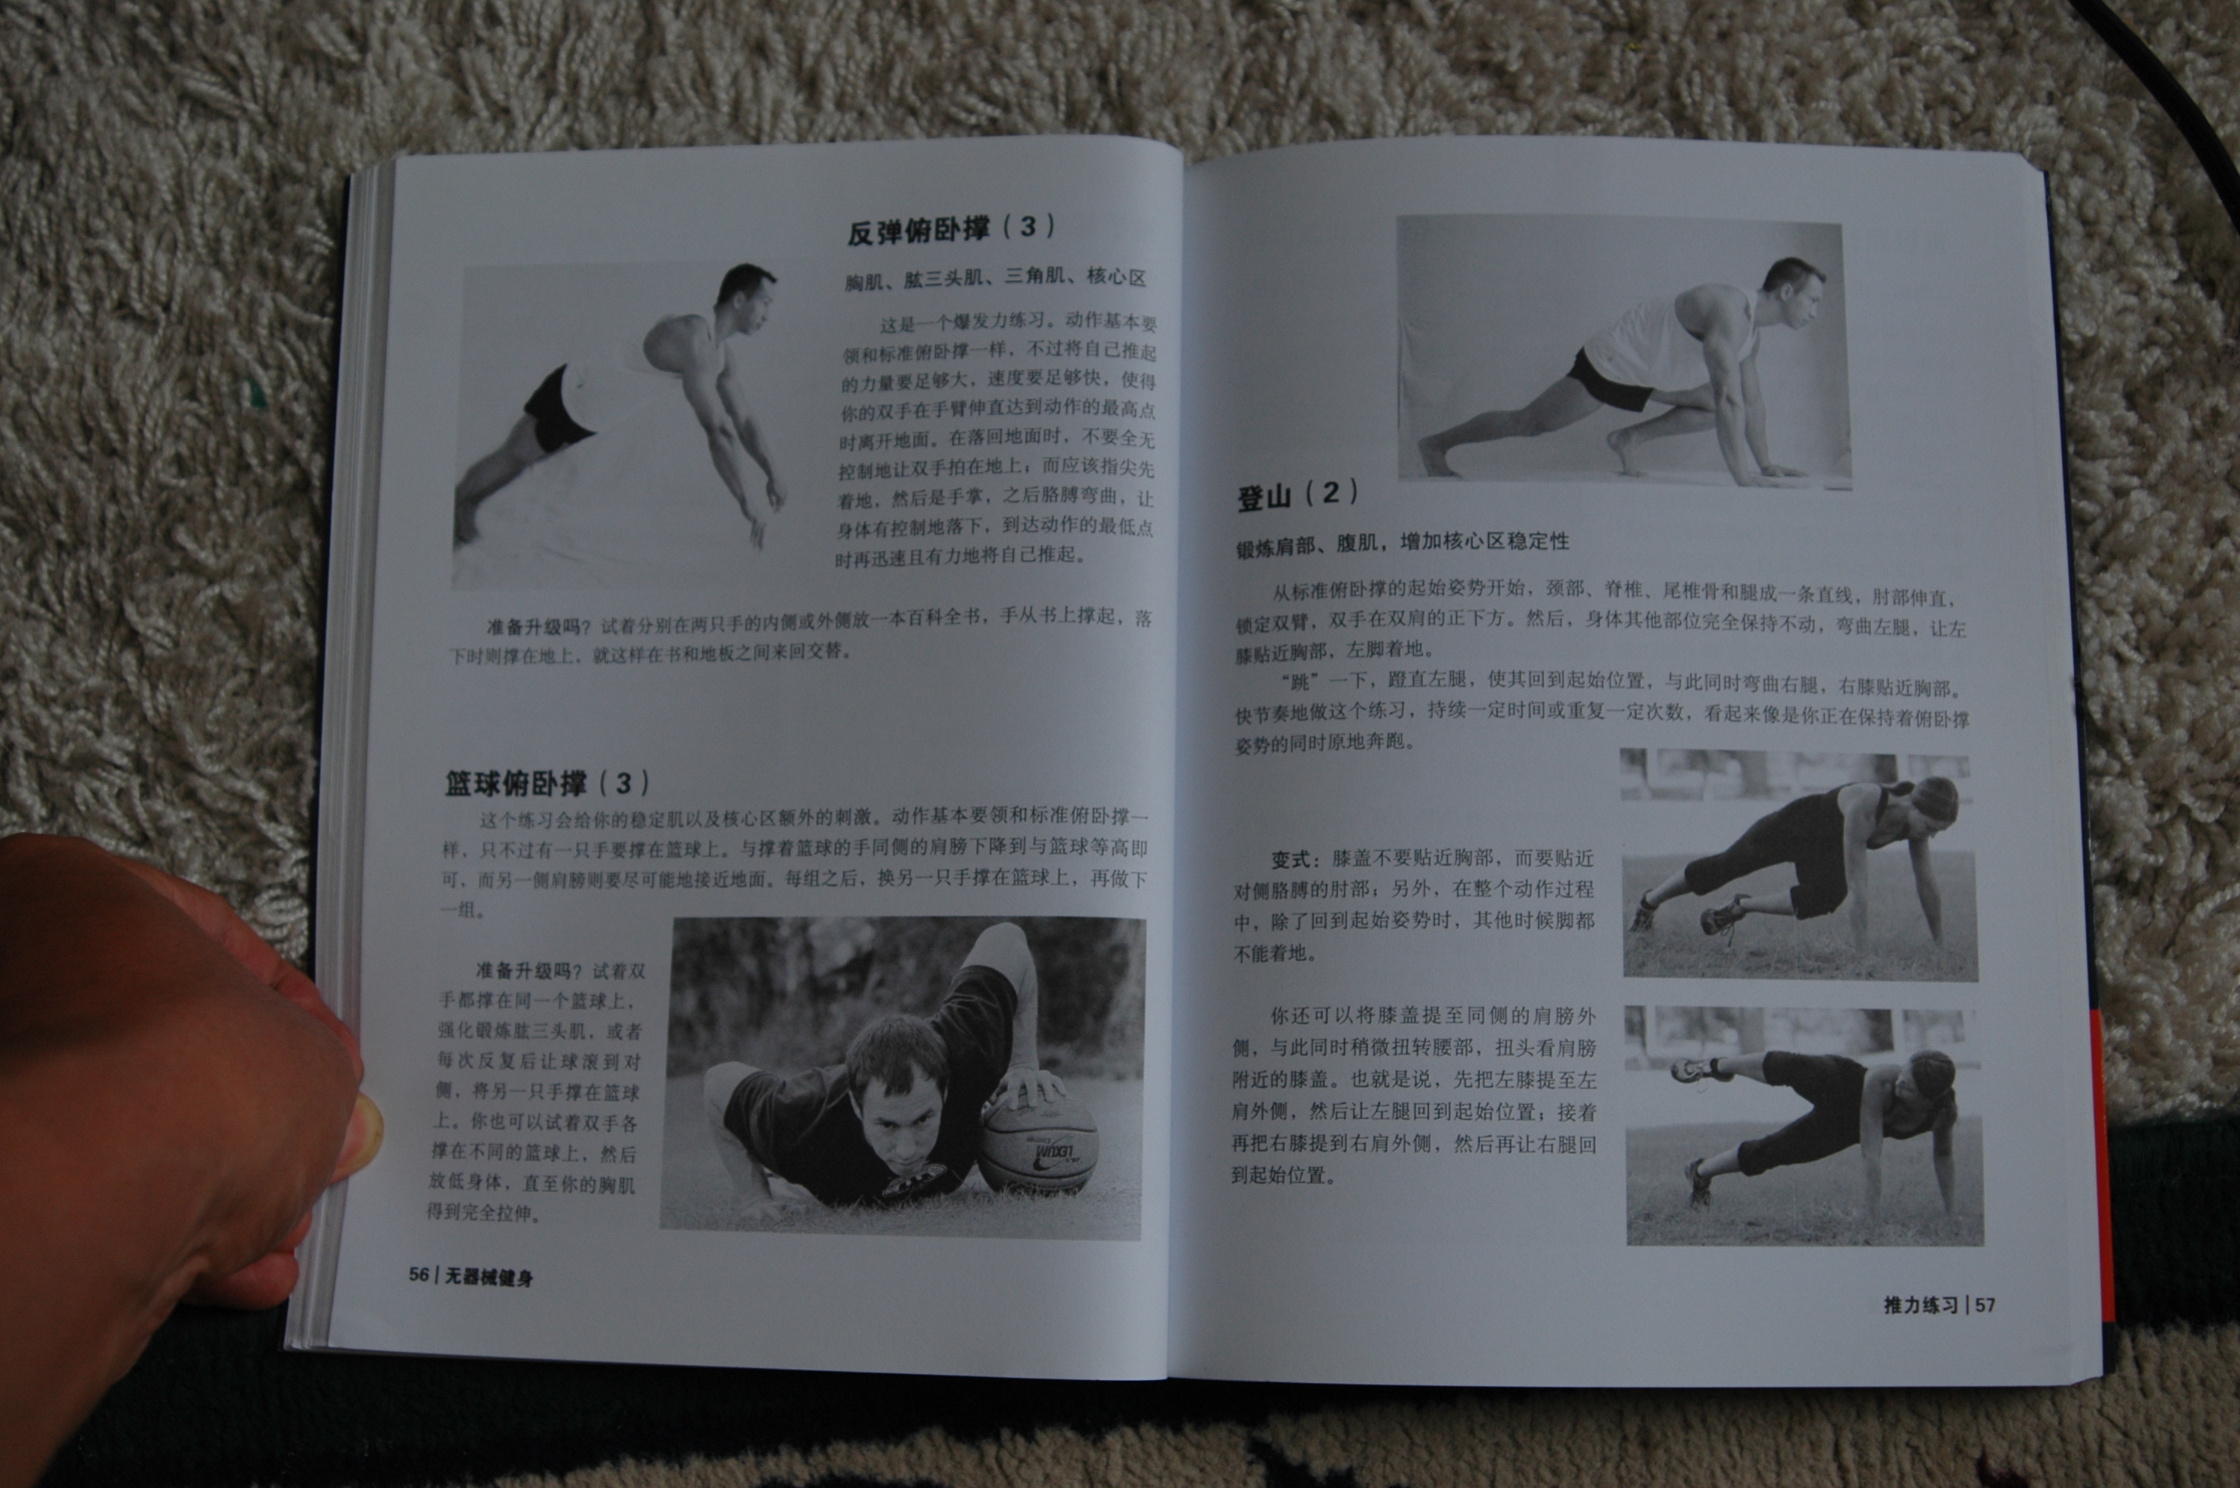 反弹俯卧撑（3）
胸肌、肱三头肌、三角肌、核心区
这是一个爆发力练习。动作基本要
领和标准俯卧撑一样，不过将自己推起
的力量要足够大，速度要足够快，使得
你的双手在手臂伸直达到动作的最高点
时离开地面。在落回地面时，不要全无
控制地让双手拍在地上；而应该指尖先
着地，然后是手掌，之后胳膊弯曲，让
身体有控制地落下，到达动作的最低点
时再迅速且有力地将自己推起。
准备升级吗？试着分别在两只手的内侧或外侧放一本百科全书，手从书上撑起，落
下时则撑在地上，就这样在书和地板之间来回交替。
篮球俯卧撑（3）
这个练习会给你的稳定肌以及核心区额外的刺激。动作基本要领和标准俯卧撑一
样，只不过有一只手要撑在篮球上。与撑着篮球的手同侧的肩膀下降到与篮球等高即
可，而另一侧肩膀则要尽可能地接近地面。每组之后，换另一只手撑在篮球上，再做下
一组。
准备升级吗？试着双
手都撑在同一个篮球上，
强化锻炼肱三头肌，或者
每次反复后让球滚到对
侧，将另一只手撑在篮球
上。你也可以试着双手各
撑在不同的篮球上，然后
放低身体，直至你的胸肌
得到完全拉伸。
LEXUM
56 | 无器械健身
登山（2）
锻炼肩部、腹肌，增加核心区稳定性
从标准俯卧撑的起始姿势开始，颈部、脊椎、尾椎骨和腿成一条直线，肘部伸直，
锁定双臂，双手在双肩的正下方。然后，身体其他部位完全保持不动，弯曲左腿，让左
膝贴近胸部，左脚着地。
“跳”一下，蹬直左腿，使其回到起始位置，与此同时弯曲右腿，右膝贴近胸部。
快节奏地做这个练习，持续一定时间或重复一定次数，看起来像是你正在保持着俯卧撑
姿势的同时原地奔跑。
变式：膝盖不要贴近胸部，而要贴近
对侧胳膊的肘部；另外，在整个动作过程
中，除了回到起始姿势时，其他时候脚都
不能着地。
你还可以将膝盖提至同侧的肩膀外
侧，与此同时稍微扭转腰部，扭头看肩膀
附近的膝盖。也就是说，先把左膝提至左
肩外侧，然后让左腿回到起始位置；接着
再把右膝提到右肩外侧，然后再让右腿回
到起始位置。
推力练习 | 57